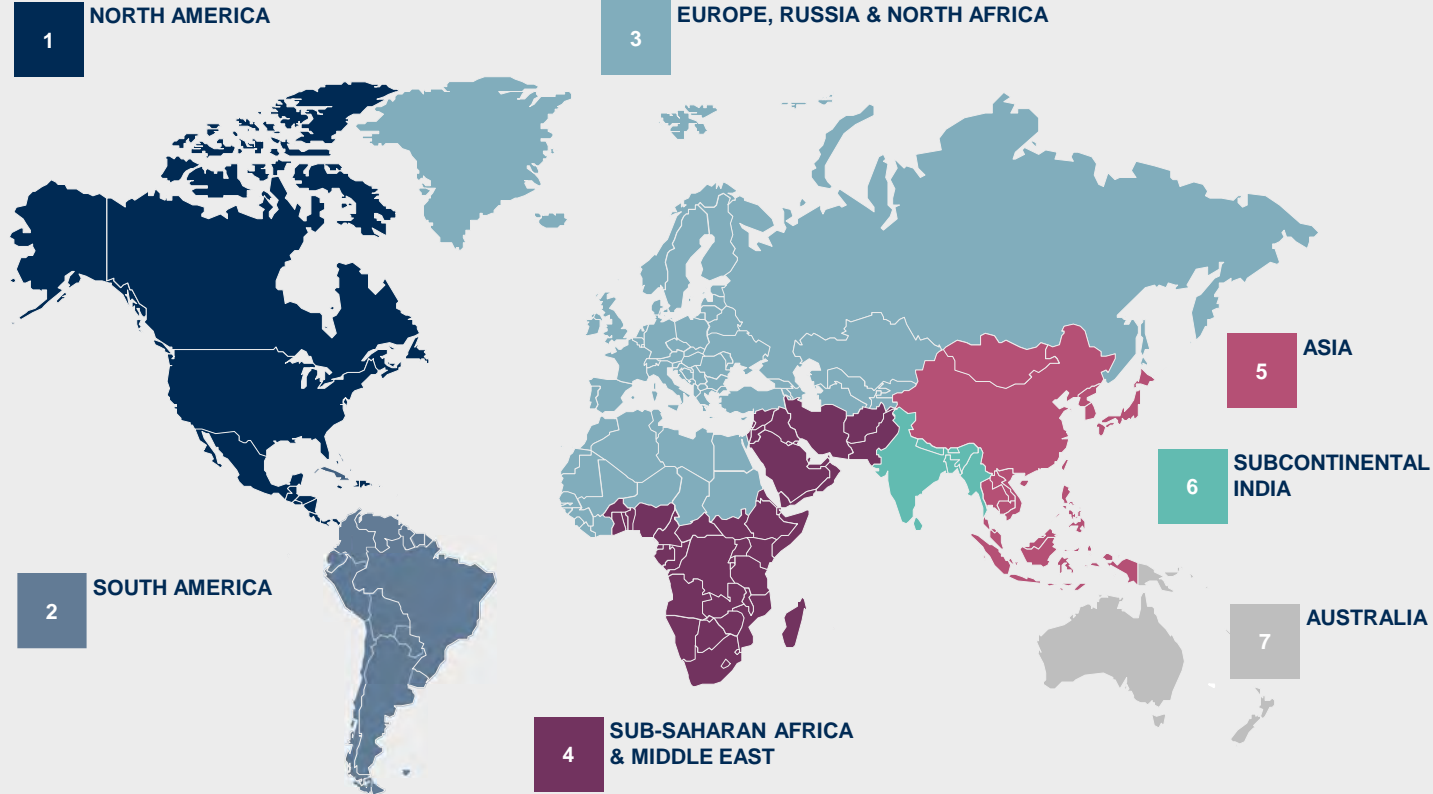 1
NORTH AMERICA
3
EUROPE, RUSSIA & NORTH AFRICA
5
ASIA
6
SUBCONTINENTAL
INDIA
2
SOUTH AMERICA
7
AUSTRALIA
4
SUB-SAHARAN AFRICA
& MIDDLE EAST